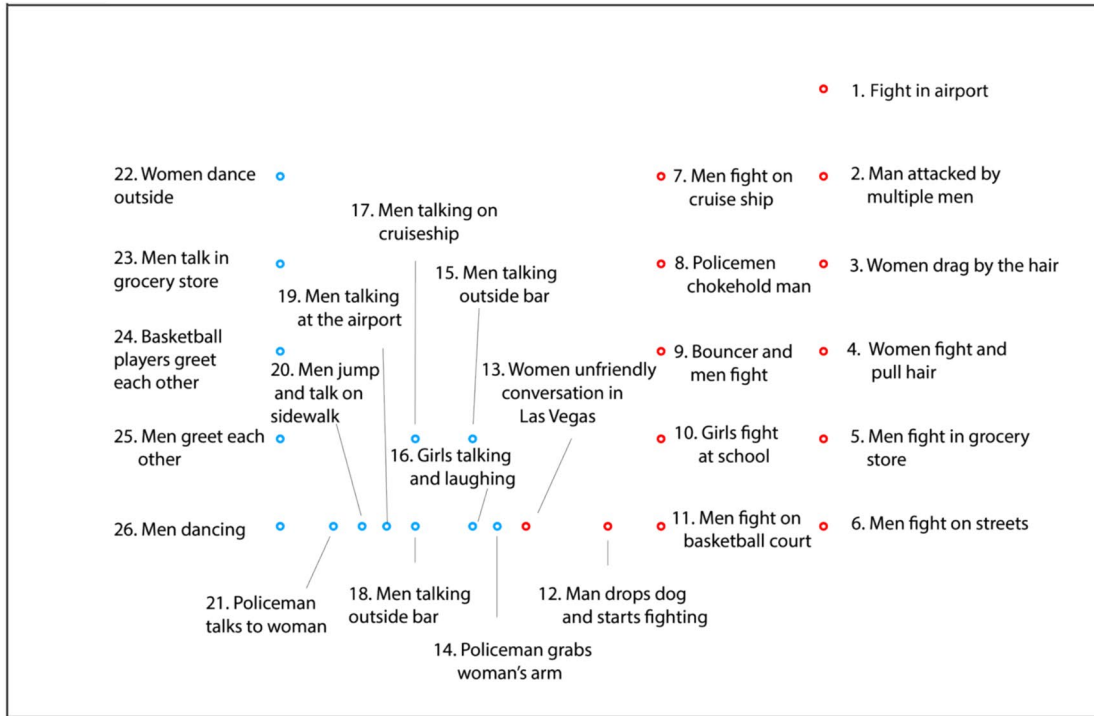 1. Fight in airport
22. Women dance
outside
7. Men fight on
cruise ship
2. Man attacked by
multiple men
17. Men talking on
cruiseship
23. Men talk in
grocery store
15. Men talking
outside bar
8. Policemen
chokehold man
3. Women drag by the hair
19. Men talking
at the airport
24. Basketball
players greet
each other
20. Men jump
and talk on
sidewalk
13. Women unfriendly
conversation in
Las Vegas
9. Bouncer and
men fight
4. Women fight and
pull hair
25. Men greet each
other
16. Girls talking
and laughing
10. Girls fight
at school
5. Men fight in grocery
store
26. Men dancing
11. Men fight on
basketball court
6. Men fight on streets
21. Policeman
talks to woman
18. Men talking
outside bar
12. Man drops dog
and starts fighting
14. Policeman grabs
woman's arm